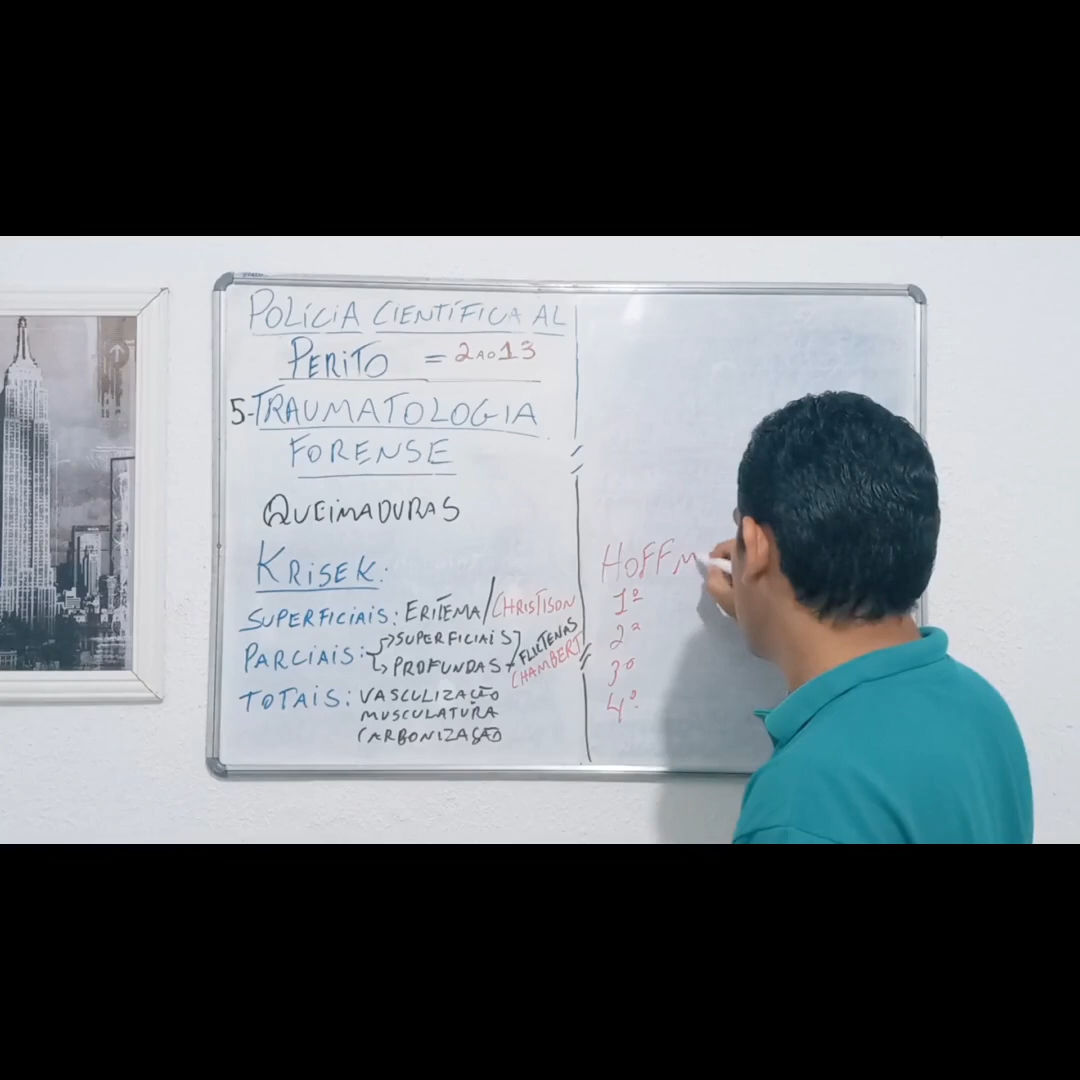 POLÍCIA CIENTÍFICA AL
PERITO = 2 AO 13
5-TRAUMATOLOGIA
FORENSE
QUEIMADURAS
KRISEK:
SUPERFICIAIS: ERITEMA/CHRISTISON
PARCIAIS: SUPERFICIAIS
PROFUNDAS
FLICTENAS
CHAMBERT
TOTAIS: VASCULIZAÇÃO
MUSCULATURA
CARBONIZAÇÃO
HOFFM
1º
2º
3º
4º